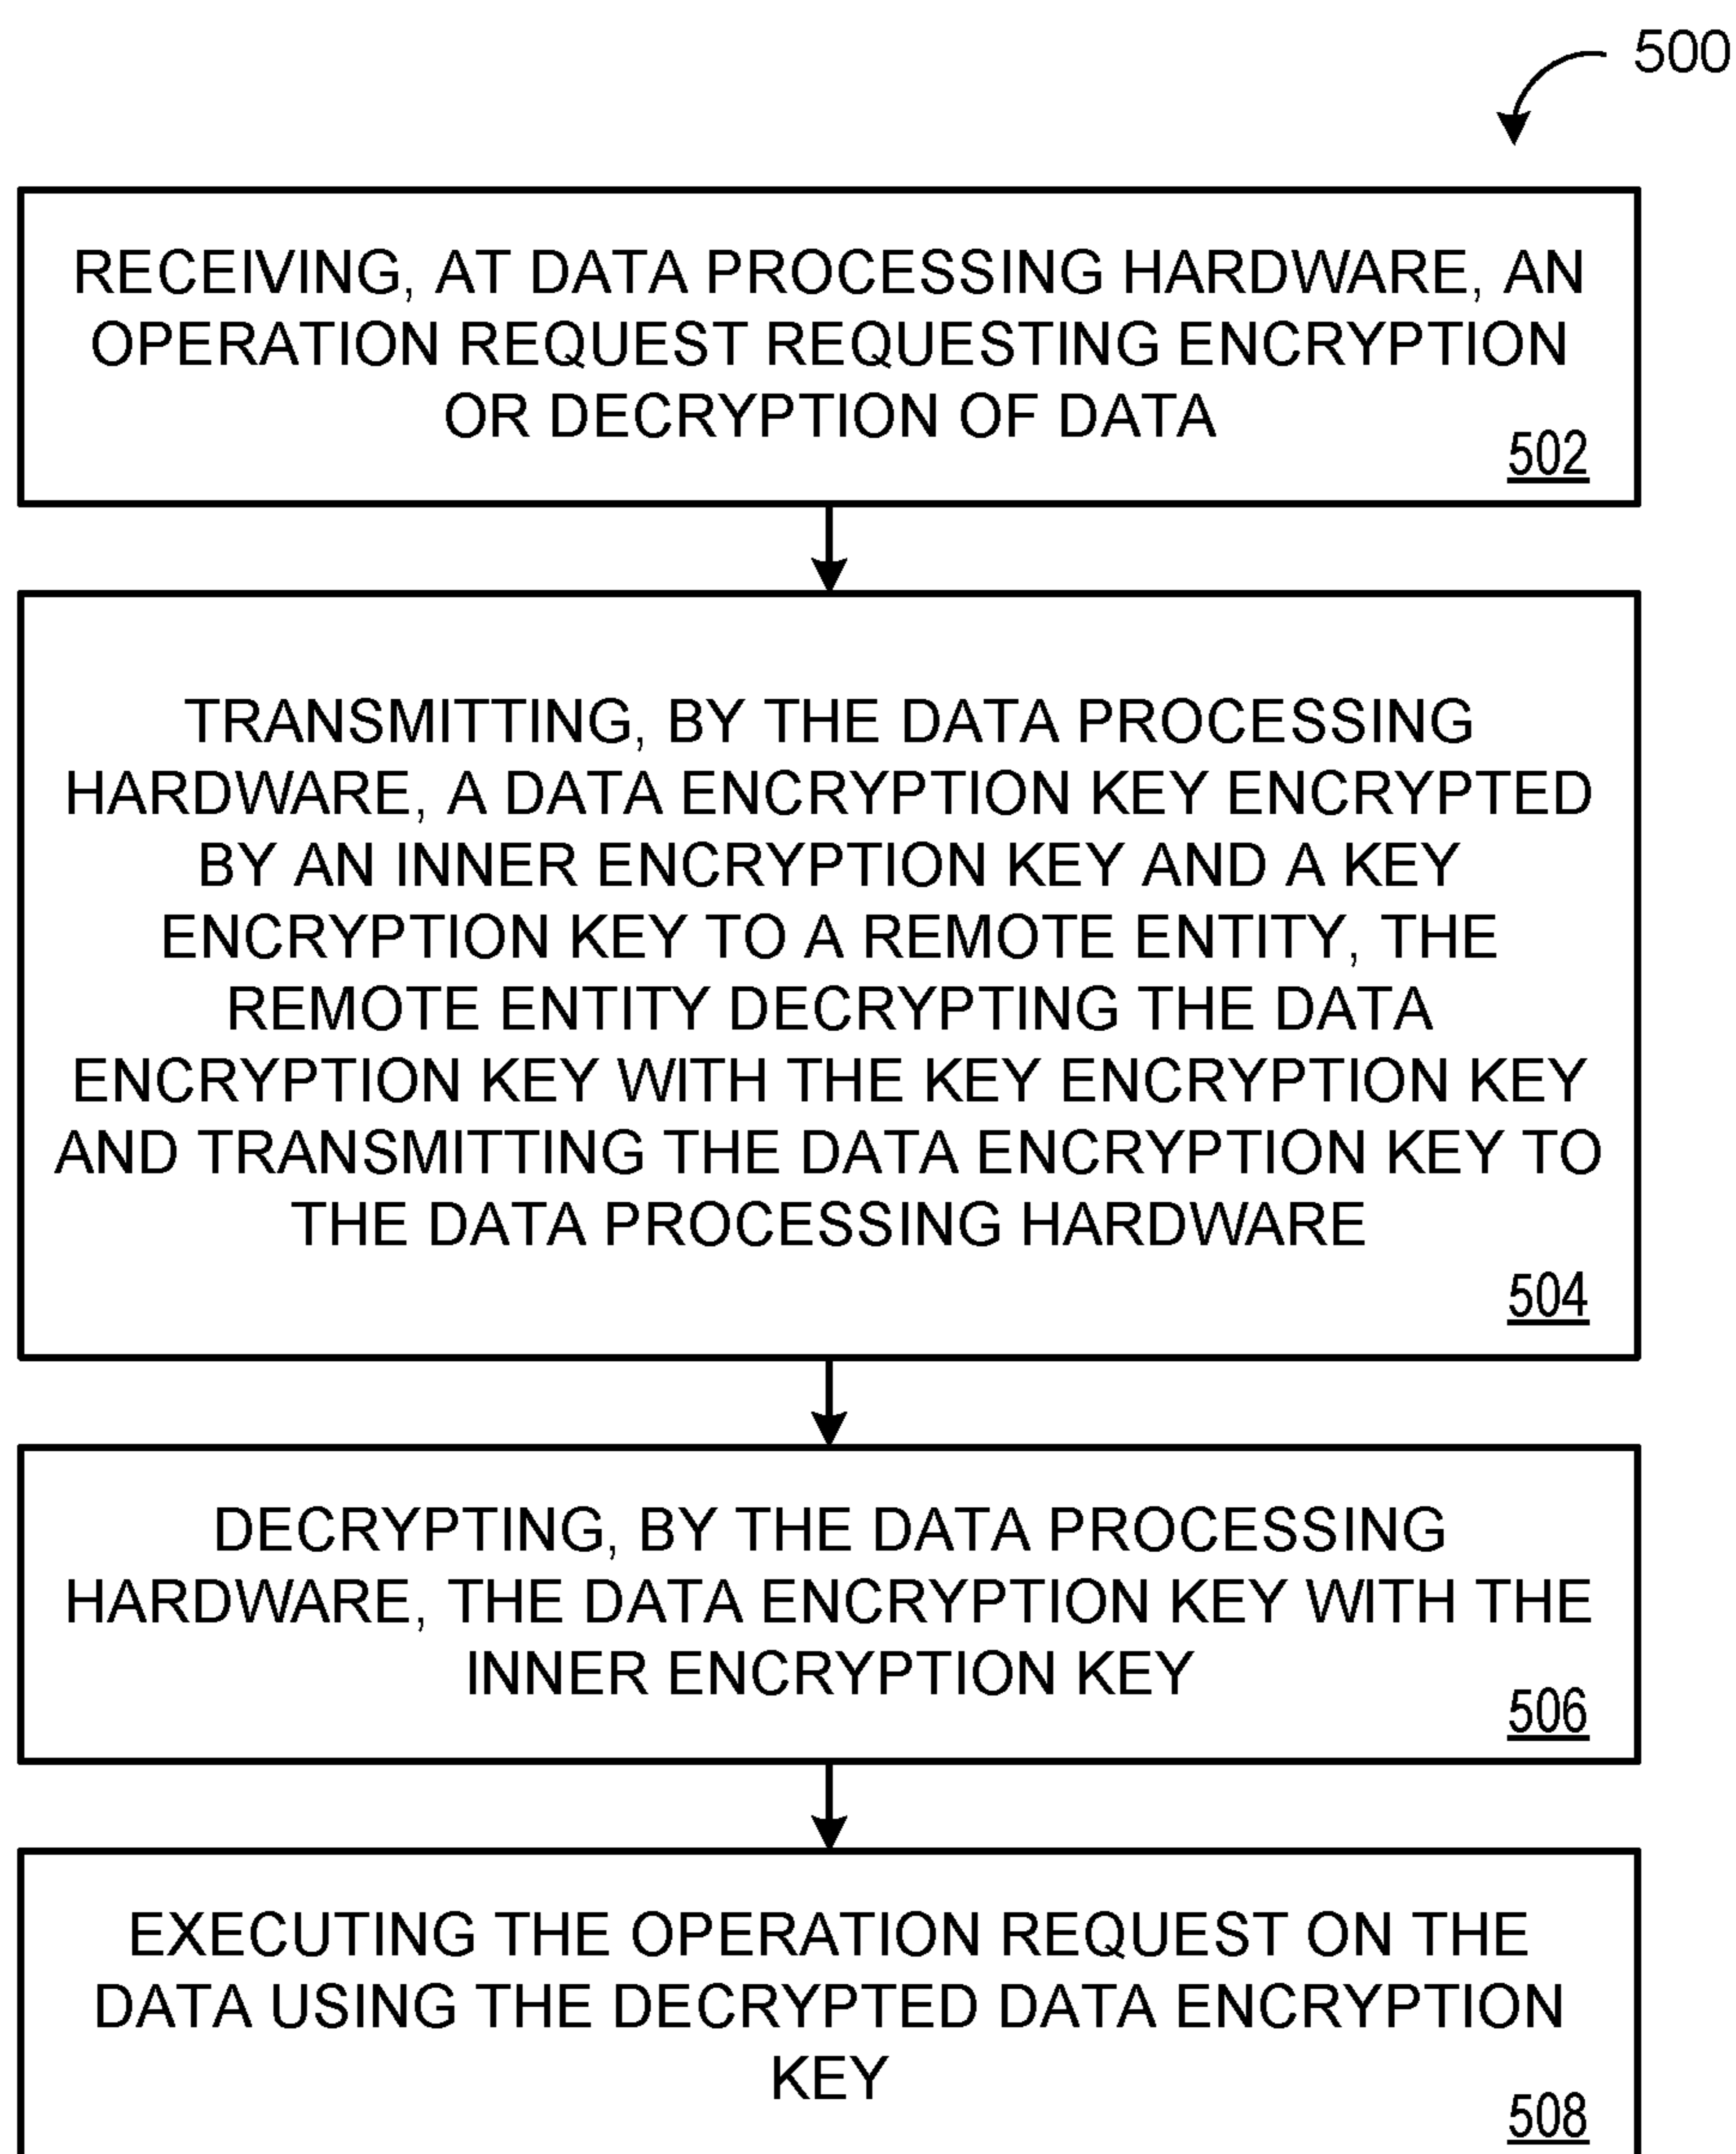 500
RECEIVING, AT DATA PROCESSING HARDWARE, AN
OPERATION REQUEST REQUESTING ENCRYPTION
OR DECRYPTION OF DATA
502
TRANSMITTING, BY THE DATA PROCESSING
HARDWARE, A DATA ENCRYPTION KEY ENCRYPTED
BY AN INNER ENCRYPTION KEY AND A KEY
ENCRYPTION KEY TO A REMOTE ENTITY, THE
REMOTE ENTITY DECRYPTING THE DATA
ENCRYPTION KEY WITH THE KEY ENCRYPTION KEY
AND TRANSMITTING THE DATA ENCRYPTION KEY TO
THE DATA PROCESSING HARDWARE
504
DECRYPTING, BY THE DATA PROCESSING
HARDWARE, THE DATA ENCRYPTION KEY WITH THE
INNER ENCRYPTION KEY
506
EXECUTING THE OPERATION REQUEST ON THE
DATA USING THE DECRYPTED DATA ENCRYPTION
KEY
508